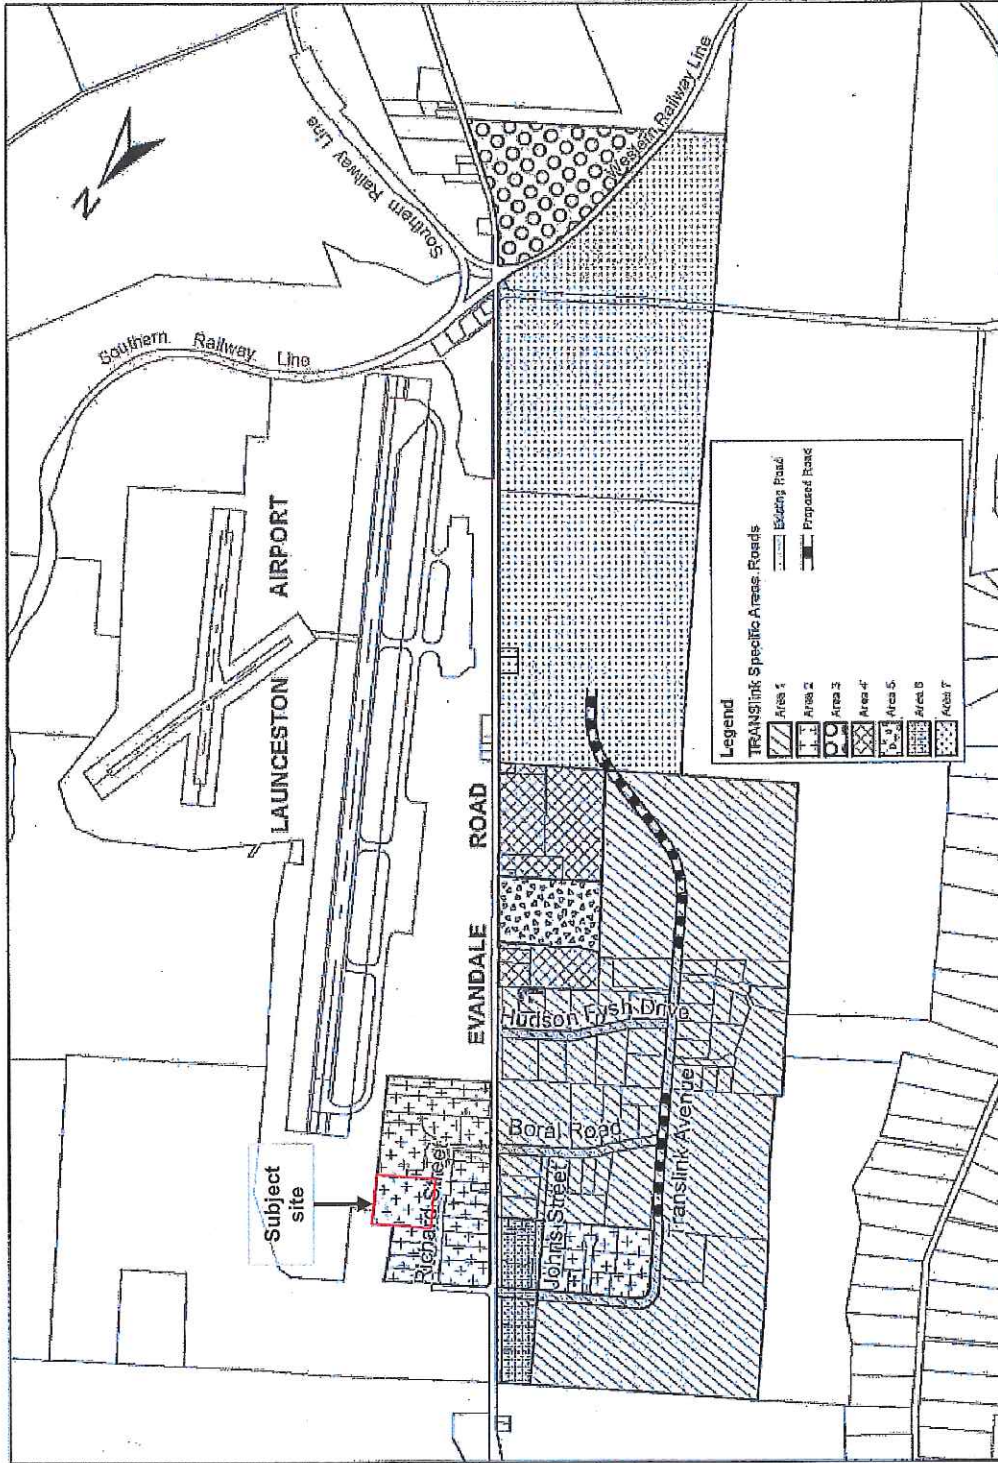 N
Southern Railway Line
Southern Railway Line
Western Railway Line
LAUNCESTON AIRPORT
EVANDALE ROAD
Subject
site
Richard Street
Boral Road
Hudson Fysh Drive
Johns Street
Translink Avenue
Legend
TRANSlink Specific Areas
Area 1
Area 2
Area 3
Area 4
Area 5
Area 6
Area 7
Roads
Existing Road
Proposed Road